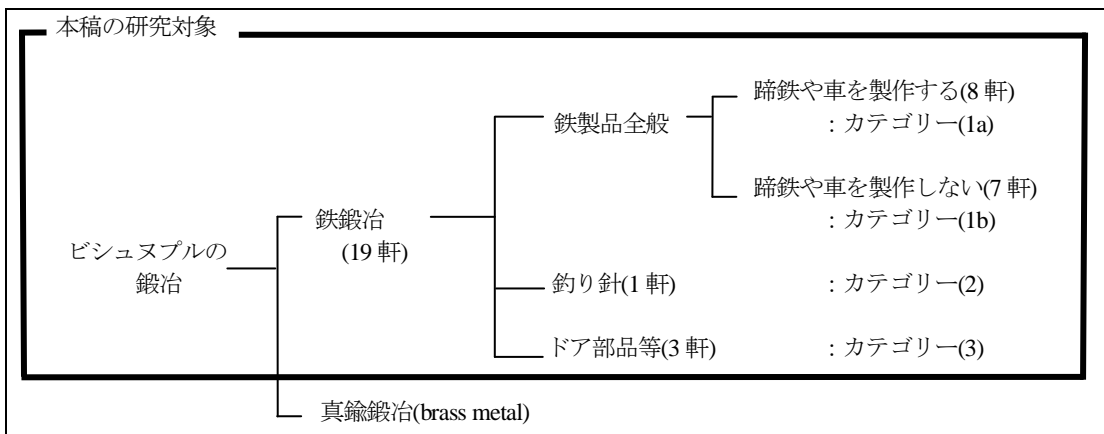 本稿の研究対象
蹄鉄や車を製作する(8 軒)
鉄製品全般
：カテゴリー(1a)
蹄鉄や車を製作しない(7 軒)
鉄鍛冶
：カテゴリー(1b)
(19 軒)
ビシュヌプルの
鍛冶
釣り針(1 軒) ：カテゴリー(2)
ドア部品等(3 軒) ：カテゴリー(3)
真鍮鍛冶(brass metal)